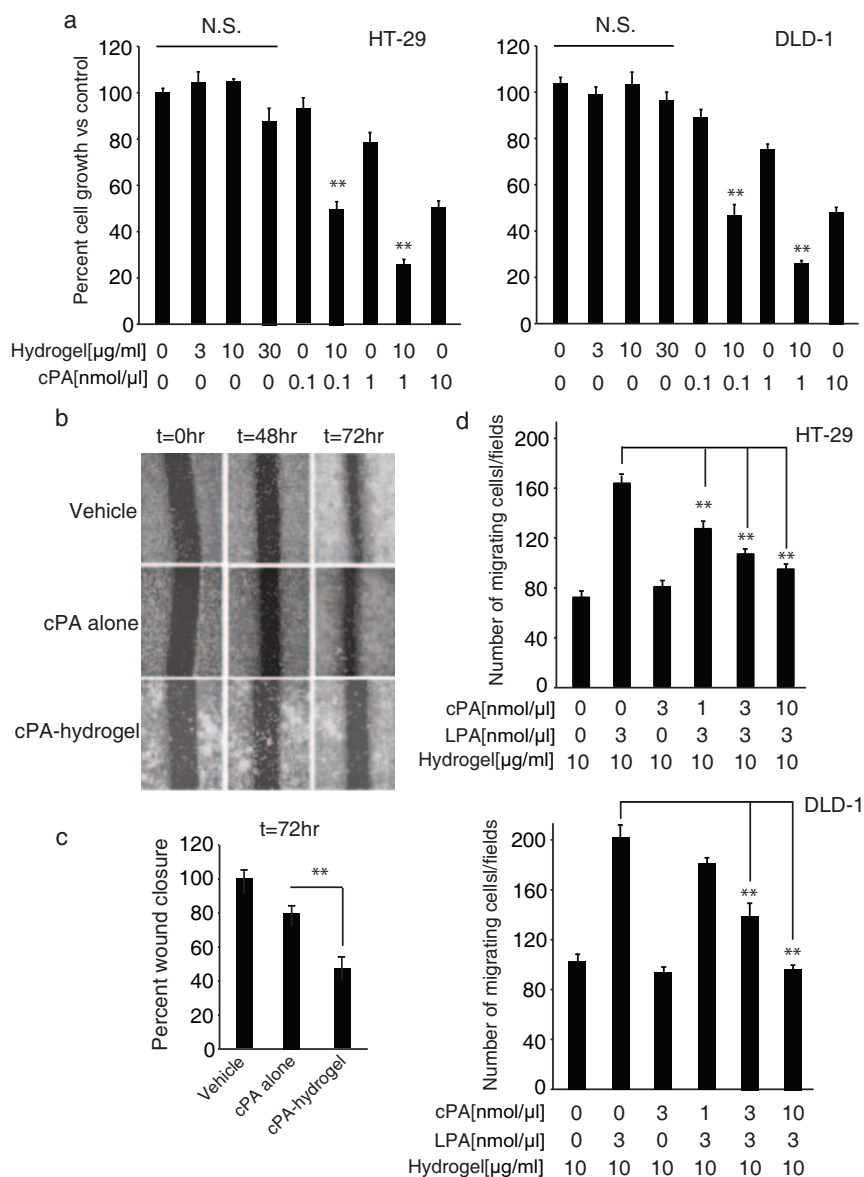 a
N.S.
HT-29
Percent cell growth vs control
120
100
80
60
40
20
0
**
**
Hydrogel[µg/ml] 0 3 10 30 0 10 0 10 0
cPA[nmol/µl] 0 0 0 0 0.1 0.1 1 1 10
N.S.
DLD-1
120
100
80
60
40
20
0
**
**
0 3 10 30 0 10 0 10 0
0 0 0 0 0.1 0.1 1 1 10
b
t=0hr t=48hr t=72hr
Vehicle
cPA alone
cPA-hydrogel
c
t=72hr
Percent wound closure
120
100
80
60
40
20
0
**
Vehicle
cPA alone
cPA-hydrogel
d
HT-29
Number of migrating cellsl/fields
200
160
120
80
40
0
**
**
**
cPA[nmol/µl] 0 0 3 1 3 10
LPA[nmol/µl] 0 3 0 3 3 3
Hydrogel[µg/ml] 10 10 10 10 10 10
DLD-1
Number of migrating cellsl/fields
200
160
100
80
40
0
**
**
cPA[nmol/µl] 0 0 3 1 3 10
LPA[nmol/µl] 0 3 0 3 3 3
Hydrogel[µg/ml] 10 10 10 10 10 10